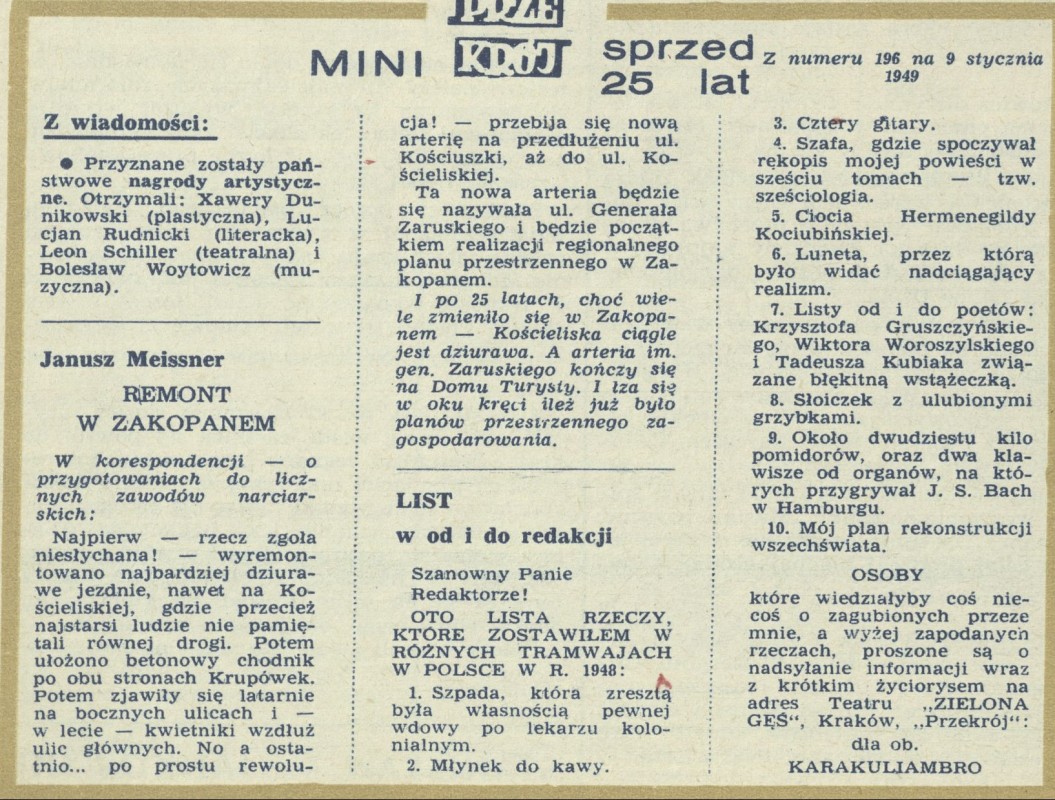 PRZE
KRÓJ
MINI
sprzed
25 lat
Z numeru 196 na 9 stycznia
1949
Z wiadomości:
● Przyznane zostały pań-
stwowe nagrody artystycz-
ne. Otrzymali: Xawery Du-
nikowski (plastyczna), Lu-
cjan Rudnicki (literacka),
Leon Schiller (teatralna) i
Bolesław Woytowicz (mu-
zyczna).
Janusz Meissner
REMONT
W ZAKOPANEM
W korespondencji — o
przygotowaniach do licz-
nych zawodów narciar-
skich:
Najpierw — rzecz zgoła
niesłychana! — wyremon-
towano najbardziej dziura-
we jezdnie, nawet na Ko-
ścieliskiej, gdzie przecież
najstarsi ludzie nie pamię-
tali równej drogi. Potem
ułożono betonowy chodnik
po obu stronach Krupówek.
Potem zjawiły się latarnie
na bocznych ulicach i —
w lecie — kwietniki wzdłuż
ulic głównych. No a osta-
tnio... po prostu rewolu-
cja! — przebija się nową
arterię na przedłużeniu ul.
Kościuszki, aż do ul. Ko-
ścieliskiej.
Ta nowa arteria będzie
się nazywała ul. Generała
Zaruskiego i będzie począt-
kiem realizacji regionalnego
planu przestrzennego w Za-
kopanem.
I po 25 latach, choć wie-
le zmieniło się w Zakopa-
nem — Kościeliska ciągle
jest dziurawa. A arteria im.
gen. Zaruskiego kończy się
na Domu Turysty. I łza się
w oku kręci ileż już było
planów przestrzennego za-
gospodarowania.
LIST
w od i do redakcji
Szanowny Panie
Redaktorze!
OTO LISTA RZECZY,
KTÓRE ZOSTAWIŁEM W
RÓŻNYCH TRAMWAJACH
W POLSCE W R. 1948:
1. Szpada, która zresztą
była własnością pewnej
wdowy po lekarzu kolo-
nialnym.
2. Młynek do kawy.
3. Cztery gitary.
4. Szafa, gdzie spoczywał
rękopis mojej powieści w
sześciu tomach — tzw.
sześciologia.
5. Ciocia Hermenegildy
Kociubińskiej.
6. Luneta, przez którą
było widać nadciągający
realizm.
7. Listy od i do poetów:
Krzysztofa Gruszczyńskie-
go, Wiktora Woroszylskiego
i Tadeusza Kubiaka zwią-
zane błękitną wstążeczką.
8. Słoiczek z ulubionymi
grzybkami.
9. Około dwudziestu kilo
pomidorów, oraz dwa kla-
wisze od organów, na któ-
rych przygrywał J. S. Bach
w Hamburgu.
10. Mój plan rekonstrukcji
wszechświata.
OSOBY
które wiedziałyby coś nie-
coś o zagubionych przeze
mnie, a wyżej zapodanych
rzeczach, proszone są o
nadsyłanie informacji wraz
z krótkim życiorysem na
adres Teatru „ZIELONA
GĘŚ“, Kraków, „Przekrój“:
dla ob.
KARAKULIAMBRO